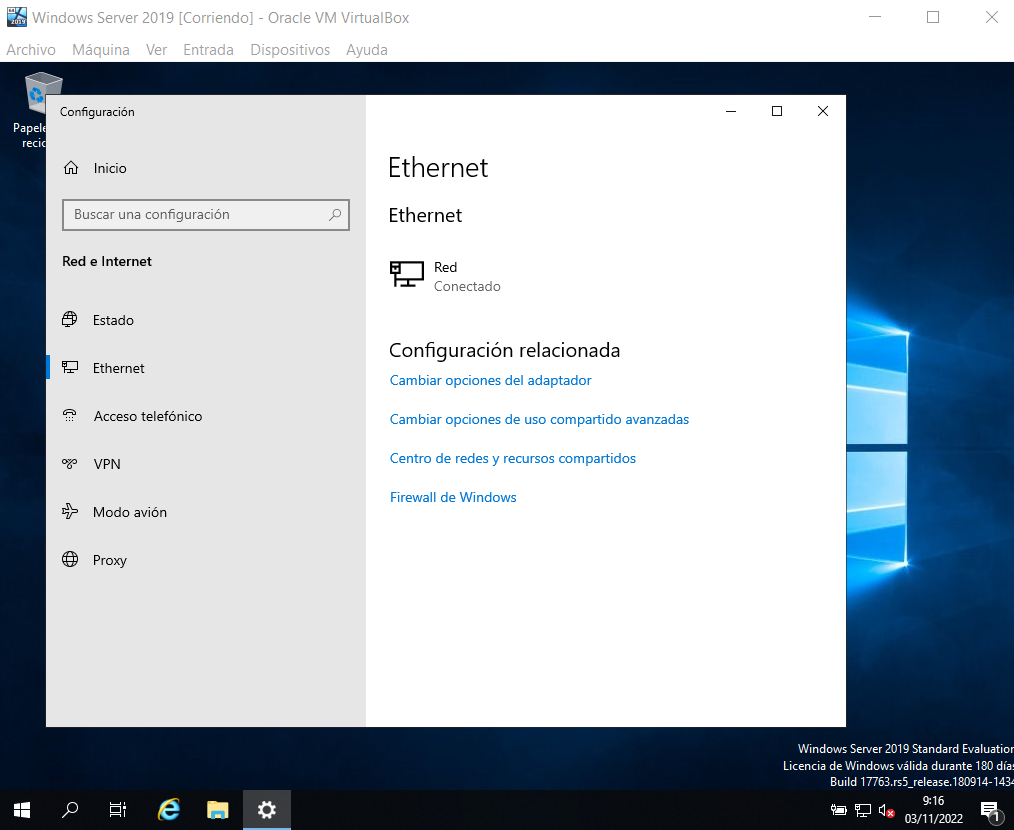 Windows Server 2019 [Corriendo] - Oracle VM VirtualBox
Archivo Máquina Ver Entrada Dispositivos Ayuda
Configuración
Inicio
Buscar una configuración
Red e Internet
Estado
Ethernet
Acceso telefónico
VPN
Modo avión
Proxy
Ethernet
Ethernet
Red
Conectado
Configuración relacionada
Cambiar opciones del adaptador
Cambiar opciones de uso compartido avanzadas
Centro de redes y recursos compartidos
Firewall de Windows
Papele
recic
Windows Server 2019 Standard Evaluation
Licencia de Windows válida durante 180 días
Build 17763.rs5_release.180914-1434
9:16
03/11/2022
1